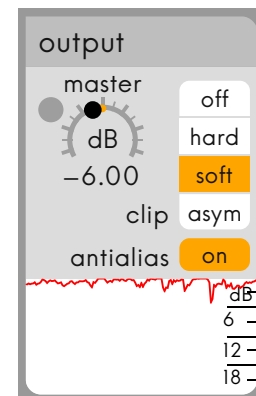 output
master
off
hard
dB
soft
−6.00
clip
asym
antialias
on
dB
6
12
18